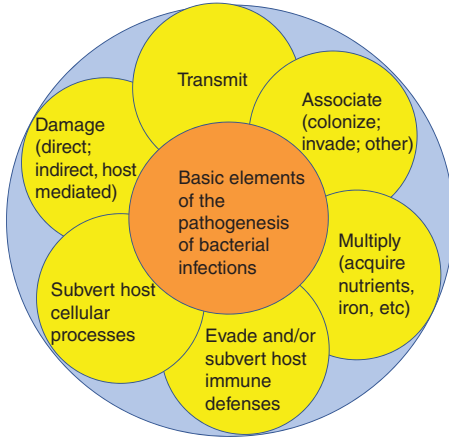 Transmit
Associate
(colonize;
invade; other)
Multiply
(acquire
nutrients,
iron, etc)
Evade and/or
subvert host
immune
defenses
Subvert host
cellular
processes
Damage
(direct;
indirect, host
mediated)
Basic elements
of the
pathogenesis
of bacterial
infections